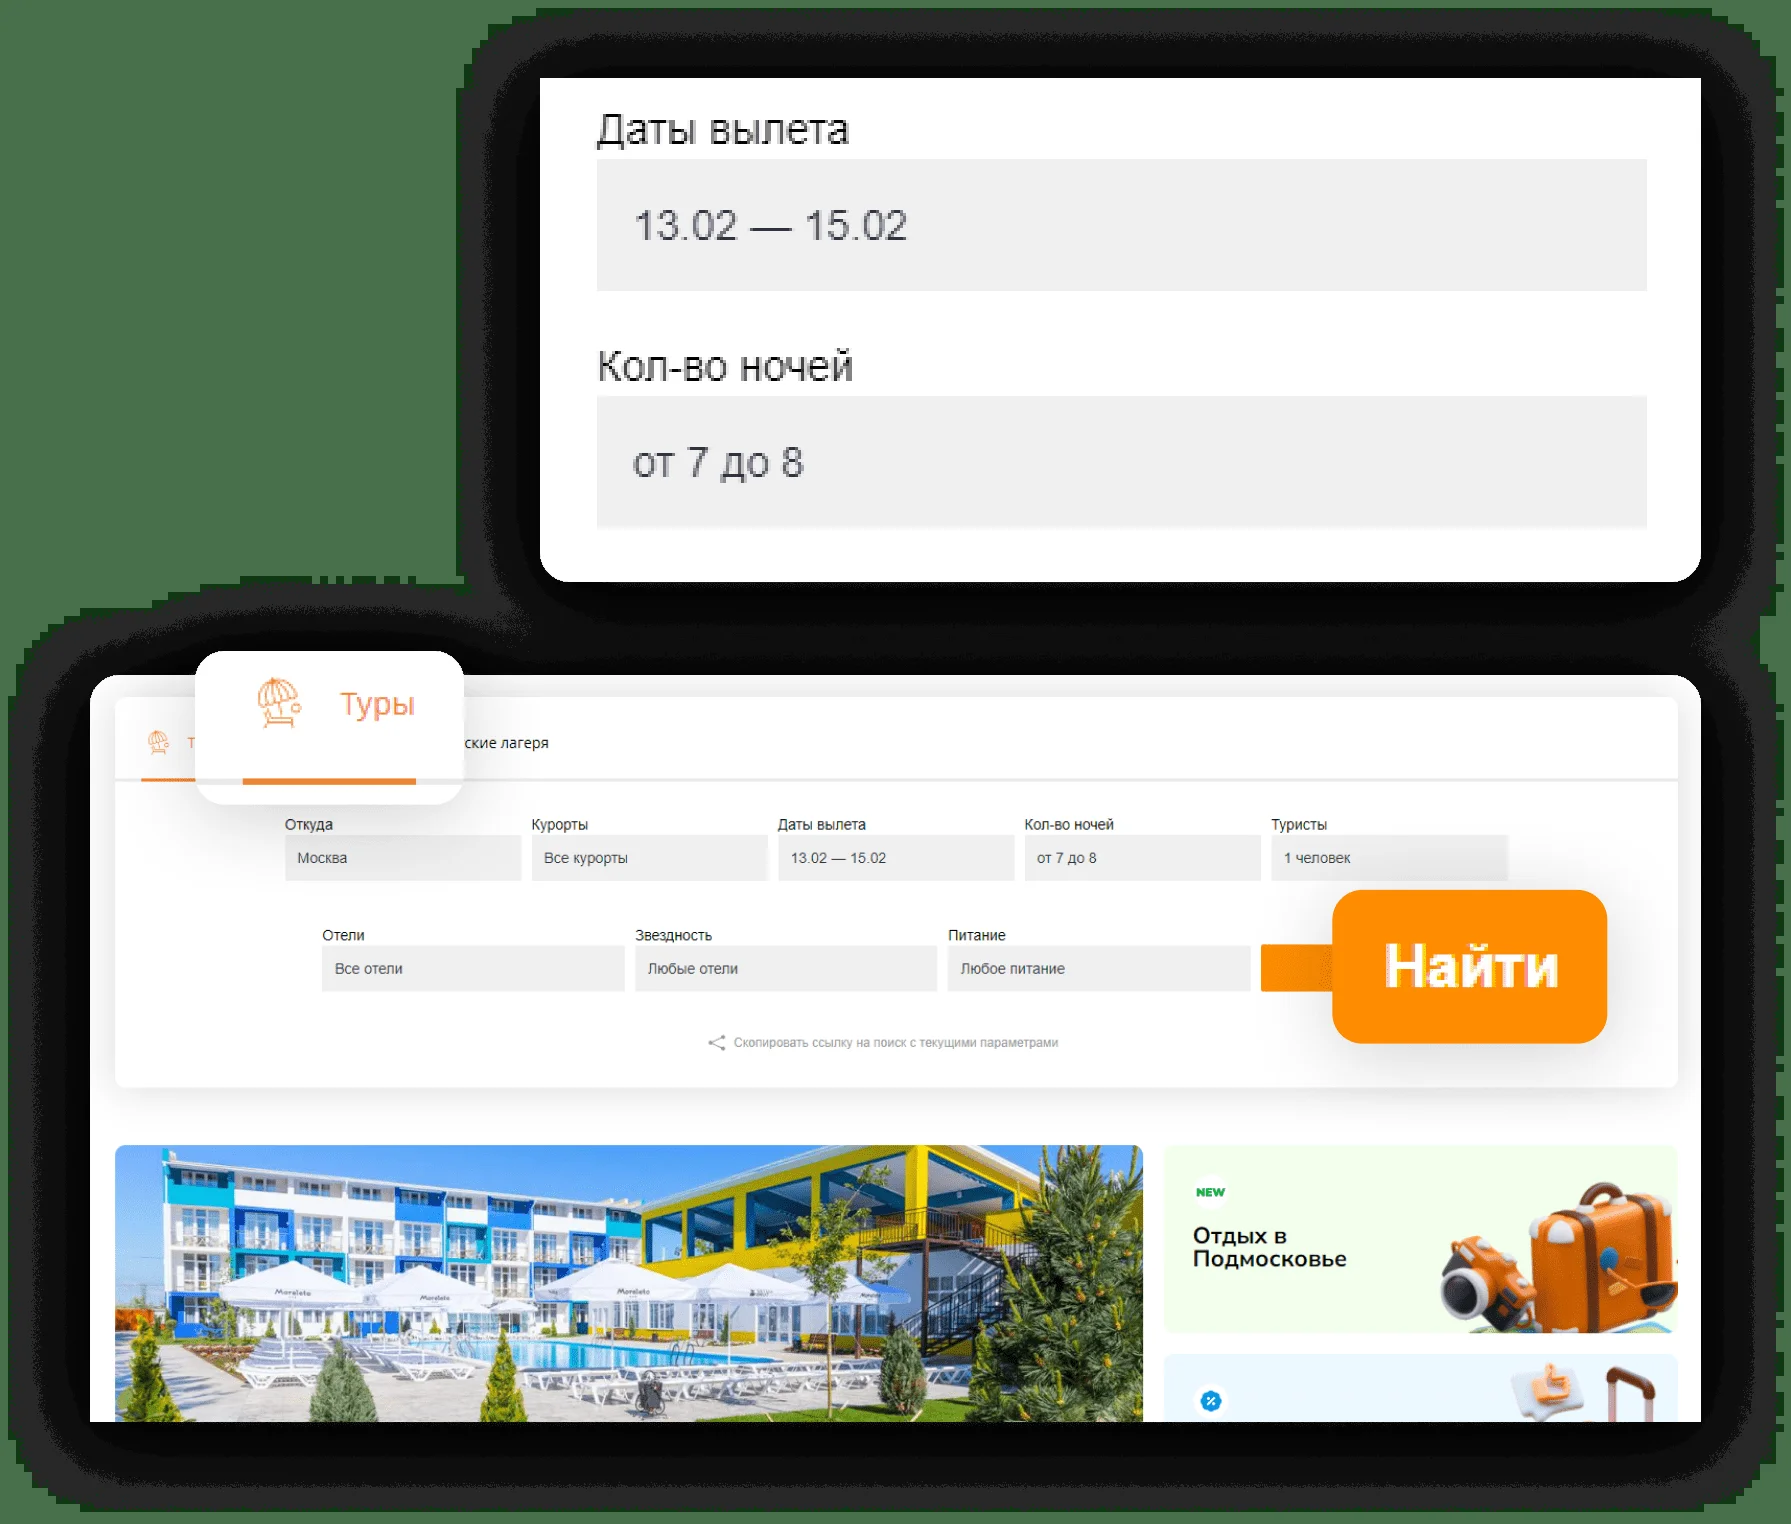 Даты вылета
13.02 — 15.02
Кол-во ночей
от 7 до 8
Туры
ские лагеря
Откуда
Курорты
Даты вылета
Кол-во ночей
Туристы
Москва
Все курорты
13.02 — 15.02
от 7 до 8
1 человек
Отели
Звездность
Питание
Все отели
Любые отели
Любое питание
Найти
Скопировать ссылку на поиск с текущими параметрами
NEW
Отдых в
Подмосковье
Moreleto
Moreleto